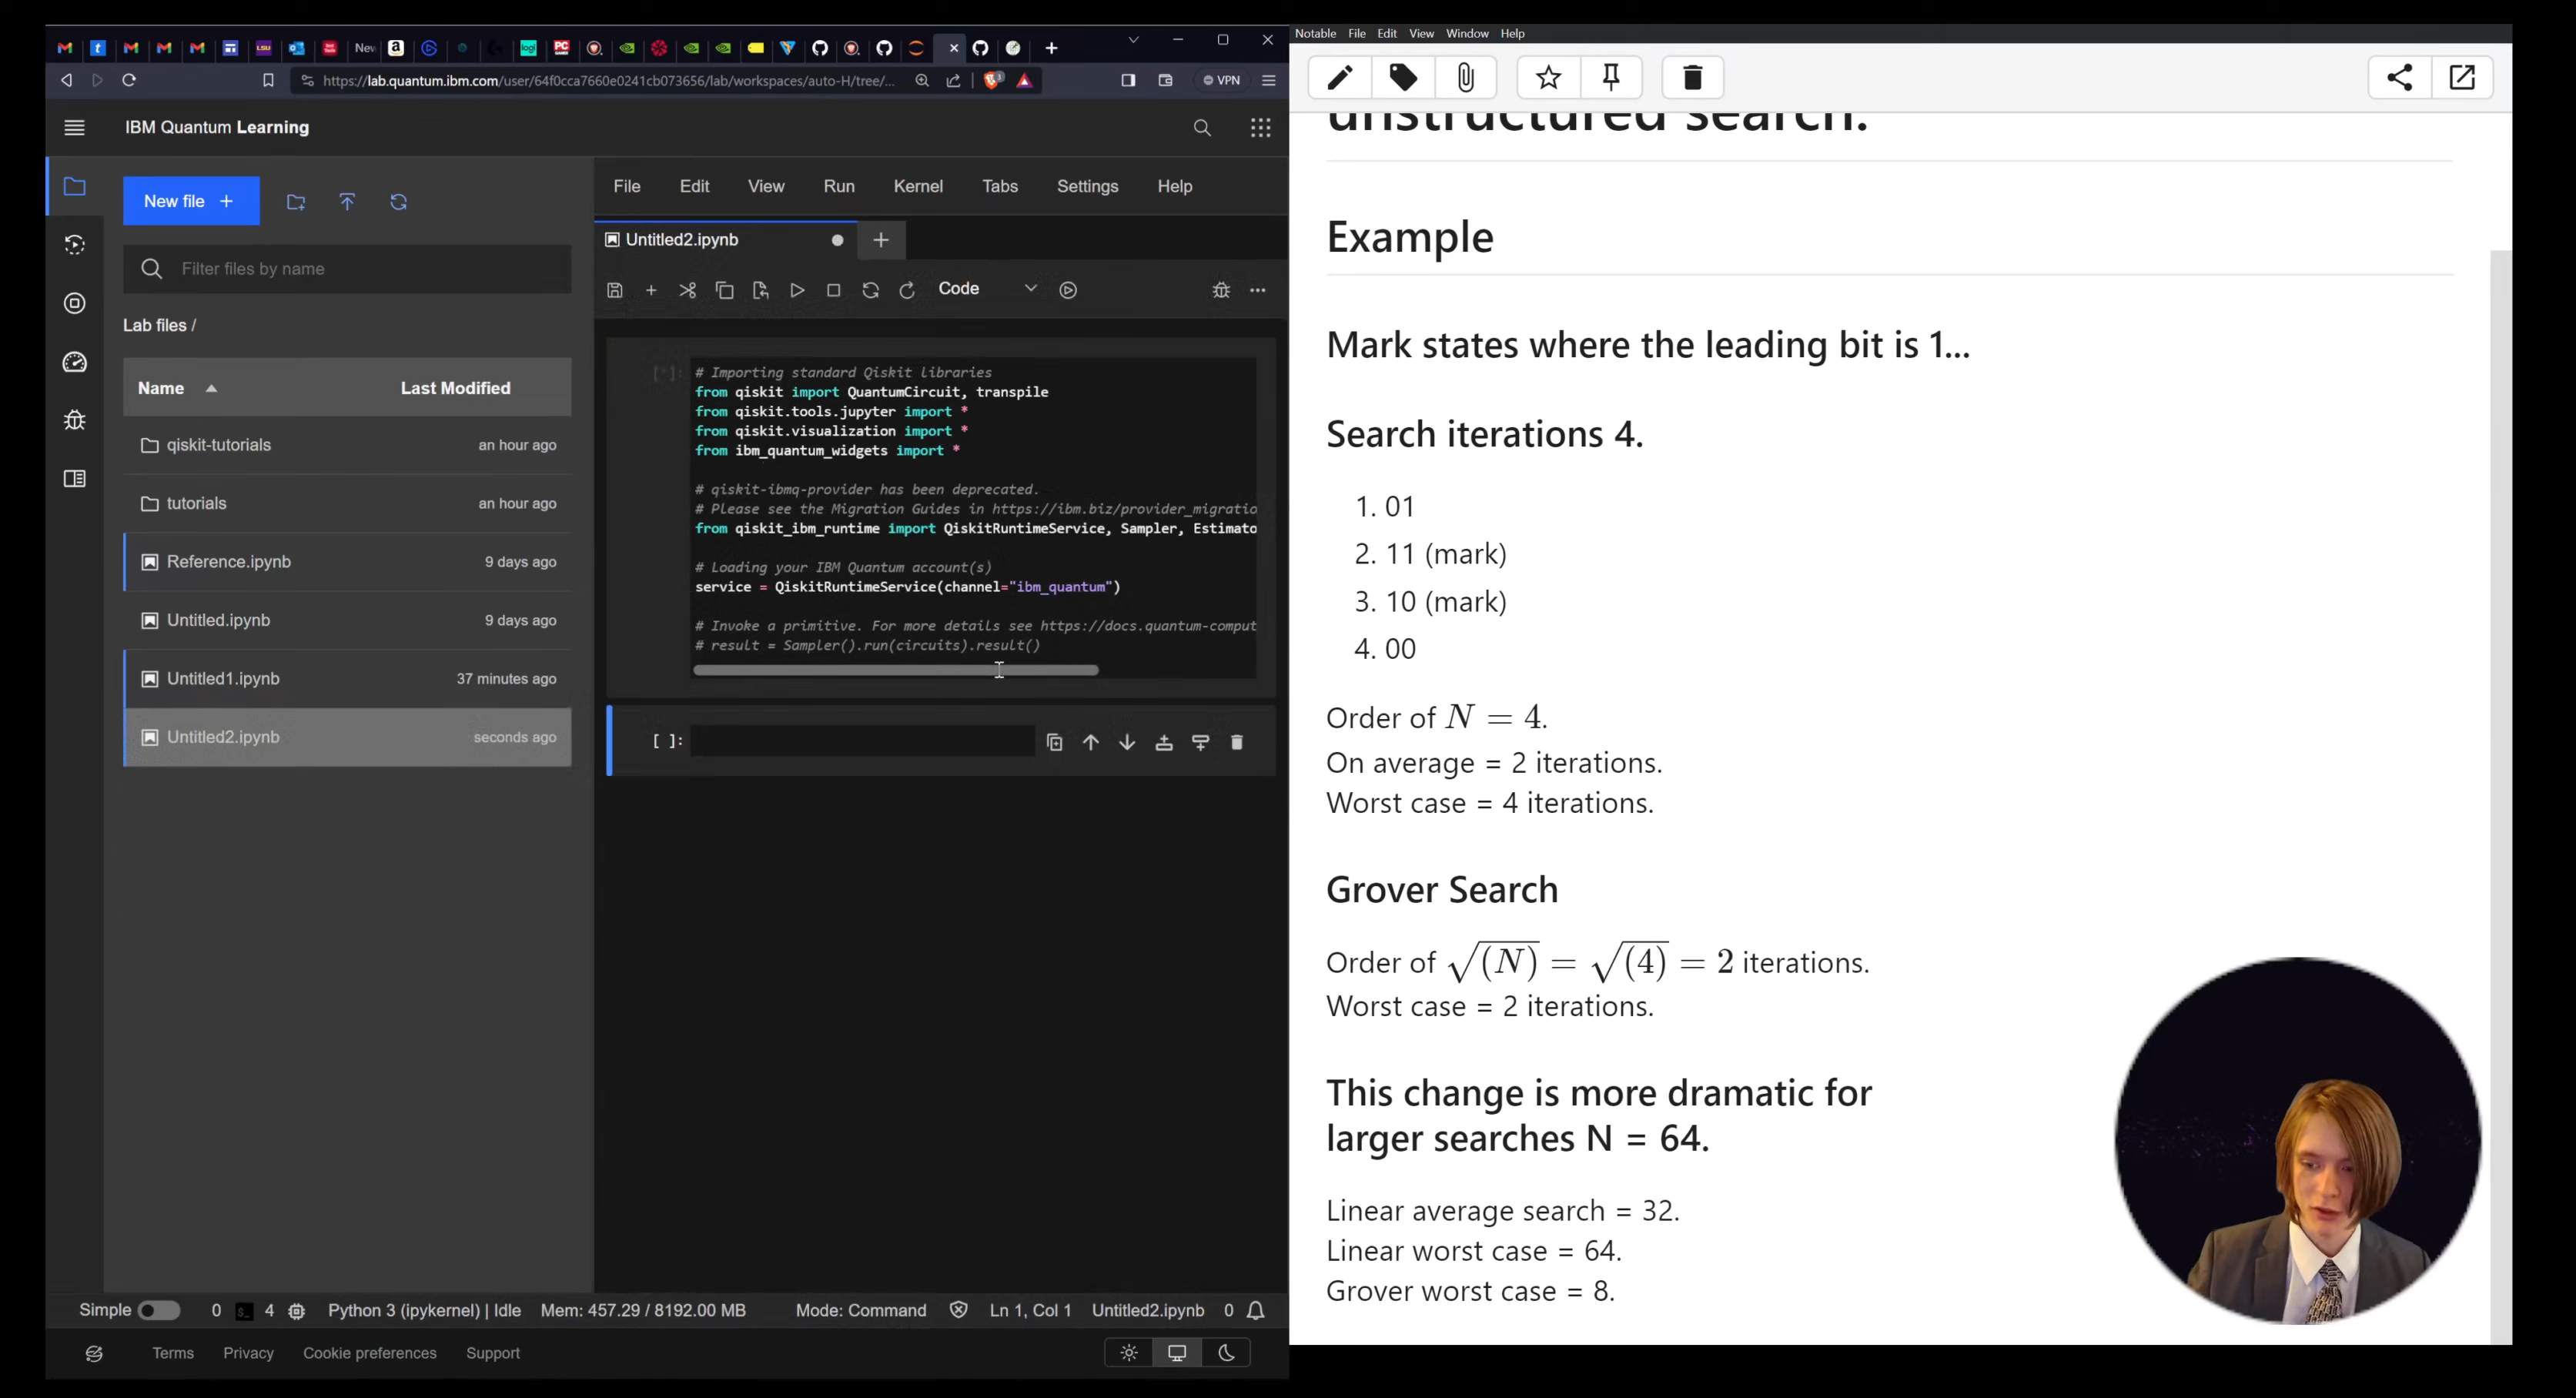 New
LSU
logi
PC
https://lab.quantum.ibm.com/user/64f0cca7660e0241cb073656/lab/workspaces/auto-H/tree/...
VPN
IBM Quantum Learning
New file +
Filter files by name
Lab files /
Name Last Modified
qiskit-tutorials an hour ago
tutorials an hour ago
Reference.ipynb 9 days ago
Untitled.ipynb 9 days ago
Untitled1.ipynb 37 minutes ago
Untitled2.ipynb seconds ago
File Edit View Run Kernel Tabs Settings Help
Untitled2.ipynb
Code
[*]:
# Importing standard Qiskit libraries
from qiskit import QuantumCircuit, transpile
from qiskit.tools.jupyter import *
from qiskit.visualization import *
from ibm_quantum_widgets import *
# qiskit-ibmq-provider has been deprecated.
# Please see the Migration Guides in https://ibm.biz/provider_migratio
from qiskit_ibm_runtime import QiskitRuntimeService, Sampler, Estimato
# Loading your IBM Quantum account(s)
service = QiskitRuntimeService(channel="ibm_quantum")
# Invoke a primitive. For more details see https://docs.quantum-comput
# result = Sampler().run(circuits).result()
[ ]:
Simple 0 4 Python 3 (ipykernel) | Idle Mem: 457.29 / 8192.00 MB Mode: Command Ln 1, Col 1 Untitled2.ipynb 0
Terms Privacy Cookie preferences Support
Notable File Edit View Window Help
unstructured search.
Example
Mark states where the leading bit is 1...
Search iterations 4.
1. 01
2. 11 (mark)
3. 10 (mark)
4. 00
Order of N = 4.
On average = 2 iterations.
Worst case = 4 iterations.
Grover Search
Order of √(N) = √(4) = 2 iterations.
Worst case = 2 iterations.
This change is more dramatic for
larger searches N = 64.
Linear average search = 32.
Linear worst case = 64.
Grover worst case = 8.